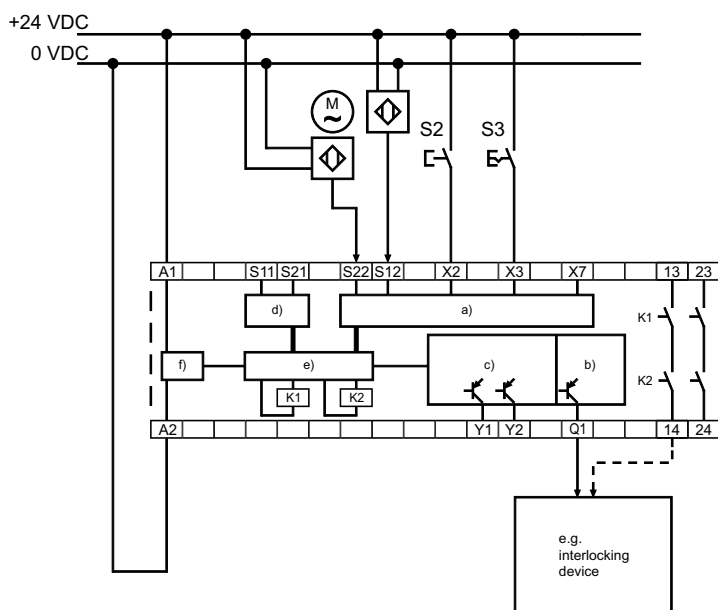 +24 VDC
0 VDC
M
~
S2
S3
A1 S11 S21 S22 S12 X2 X3 X7 13 23
d)
a)
K1
f)
e)
c)
b)
K1
K2
K2
A2 Y1 Y2 Q1 14 24
e.g.
interlocking
device